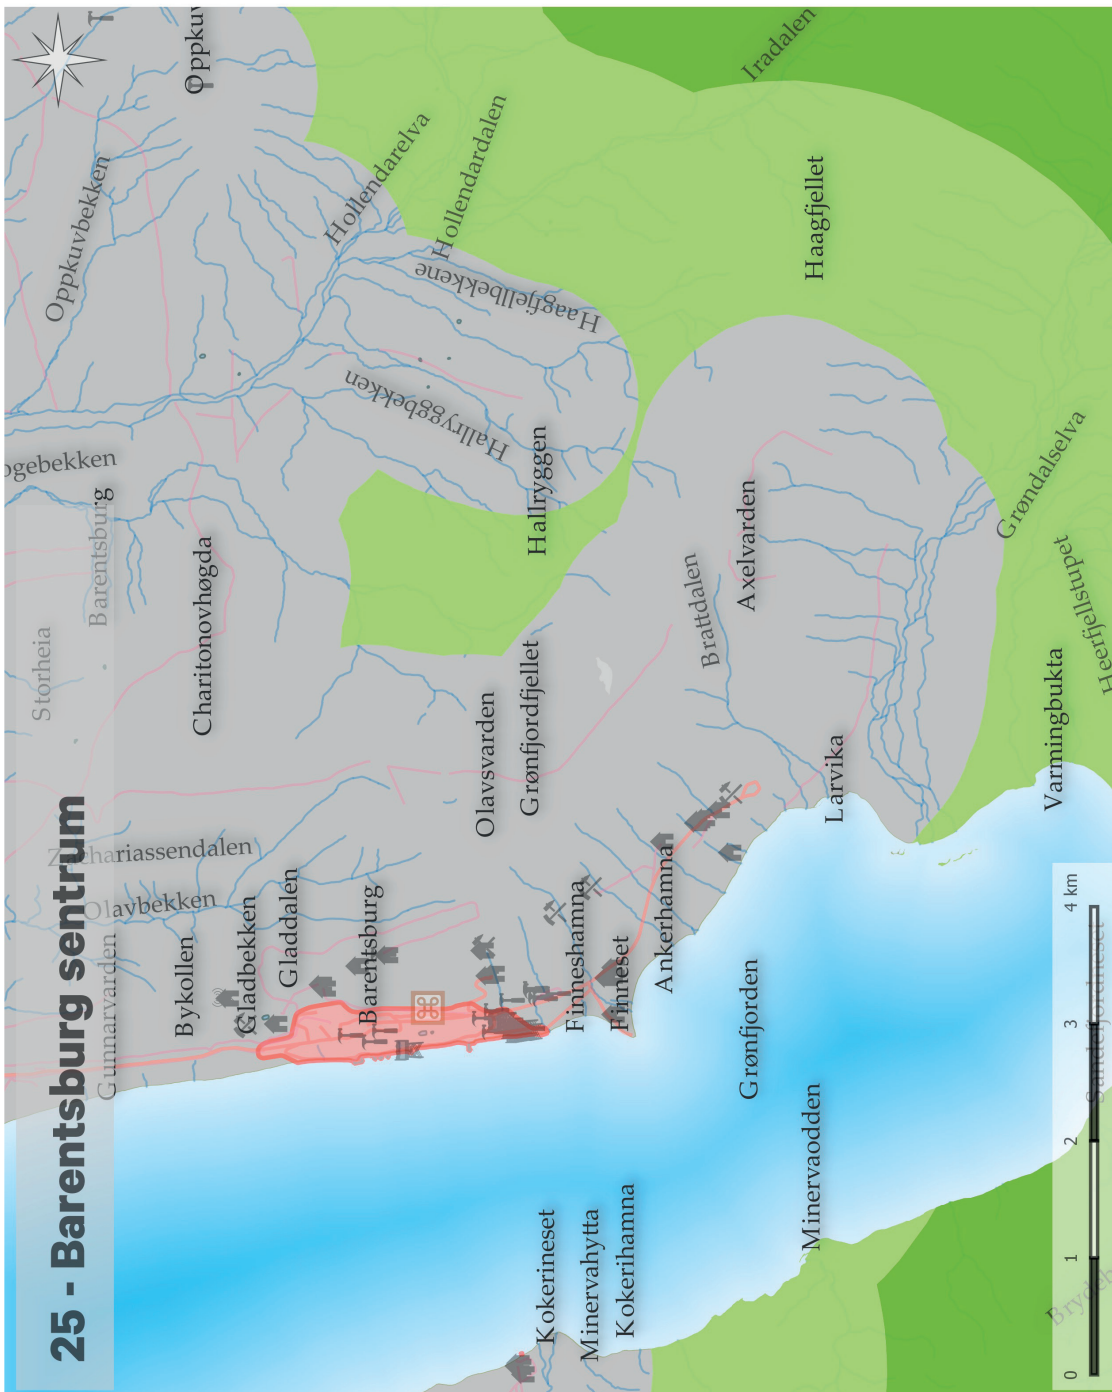 25 - Barentsburg sentrum
Gunnarvarden
Storheia
Barentsburg
Oppkuvbekken
Olavbekken
Zachariassendalen
Bykollen
Charitonovhøgda
Gladbekken
Gladdalen
Barentsburg
Hollendarelva
Hollendardalen
Haagfjellbekkene
Hallryggbekken
Hallryggen
Olavsvarden
Grønfjordfjellet
Kokerineset
Minervahytta
Kokerihamna
Finneshamna
Finneset
Ankerhamna
Brattdalen
Axelvarden
Iradalen
Haagfjellet
Grønfjorden
Minervaodden
Larvika
Grøndalselva
Varmingbukta
Heerfjellstupet
Sandefjordneset
0 1 2 3 4 km